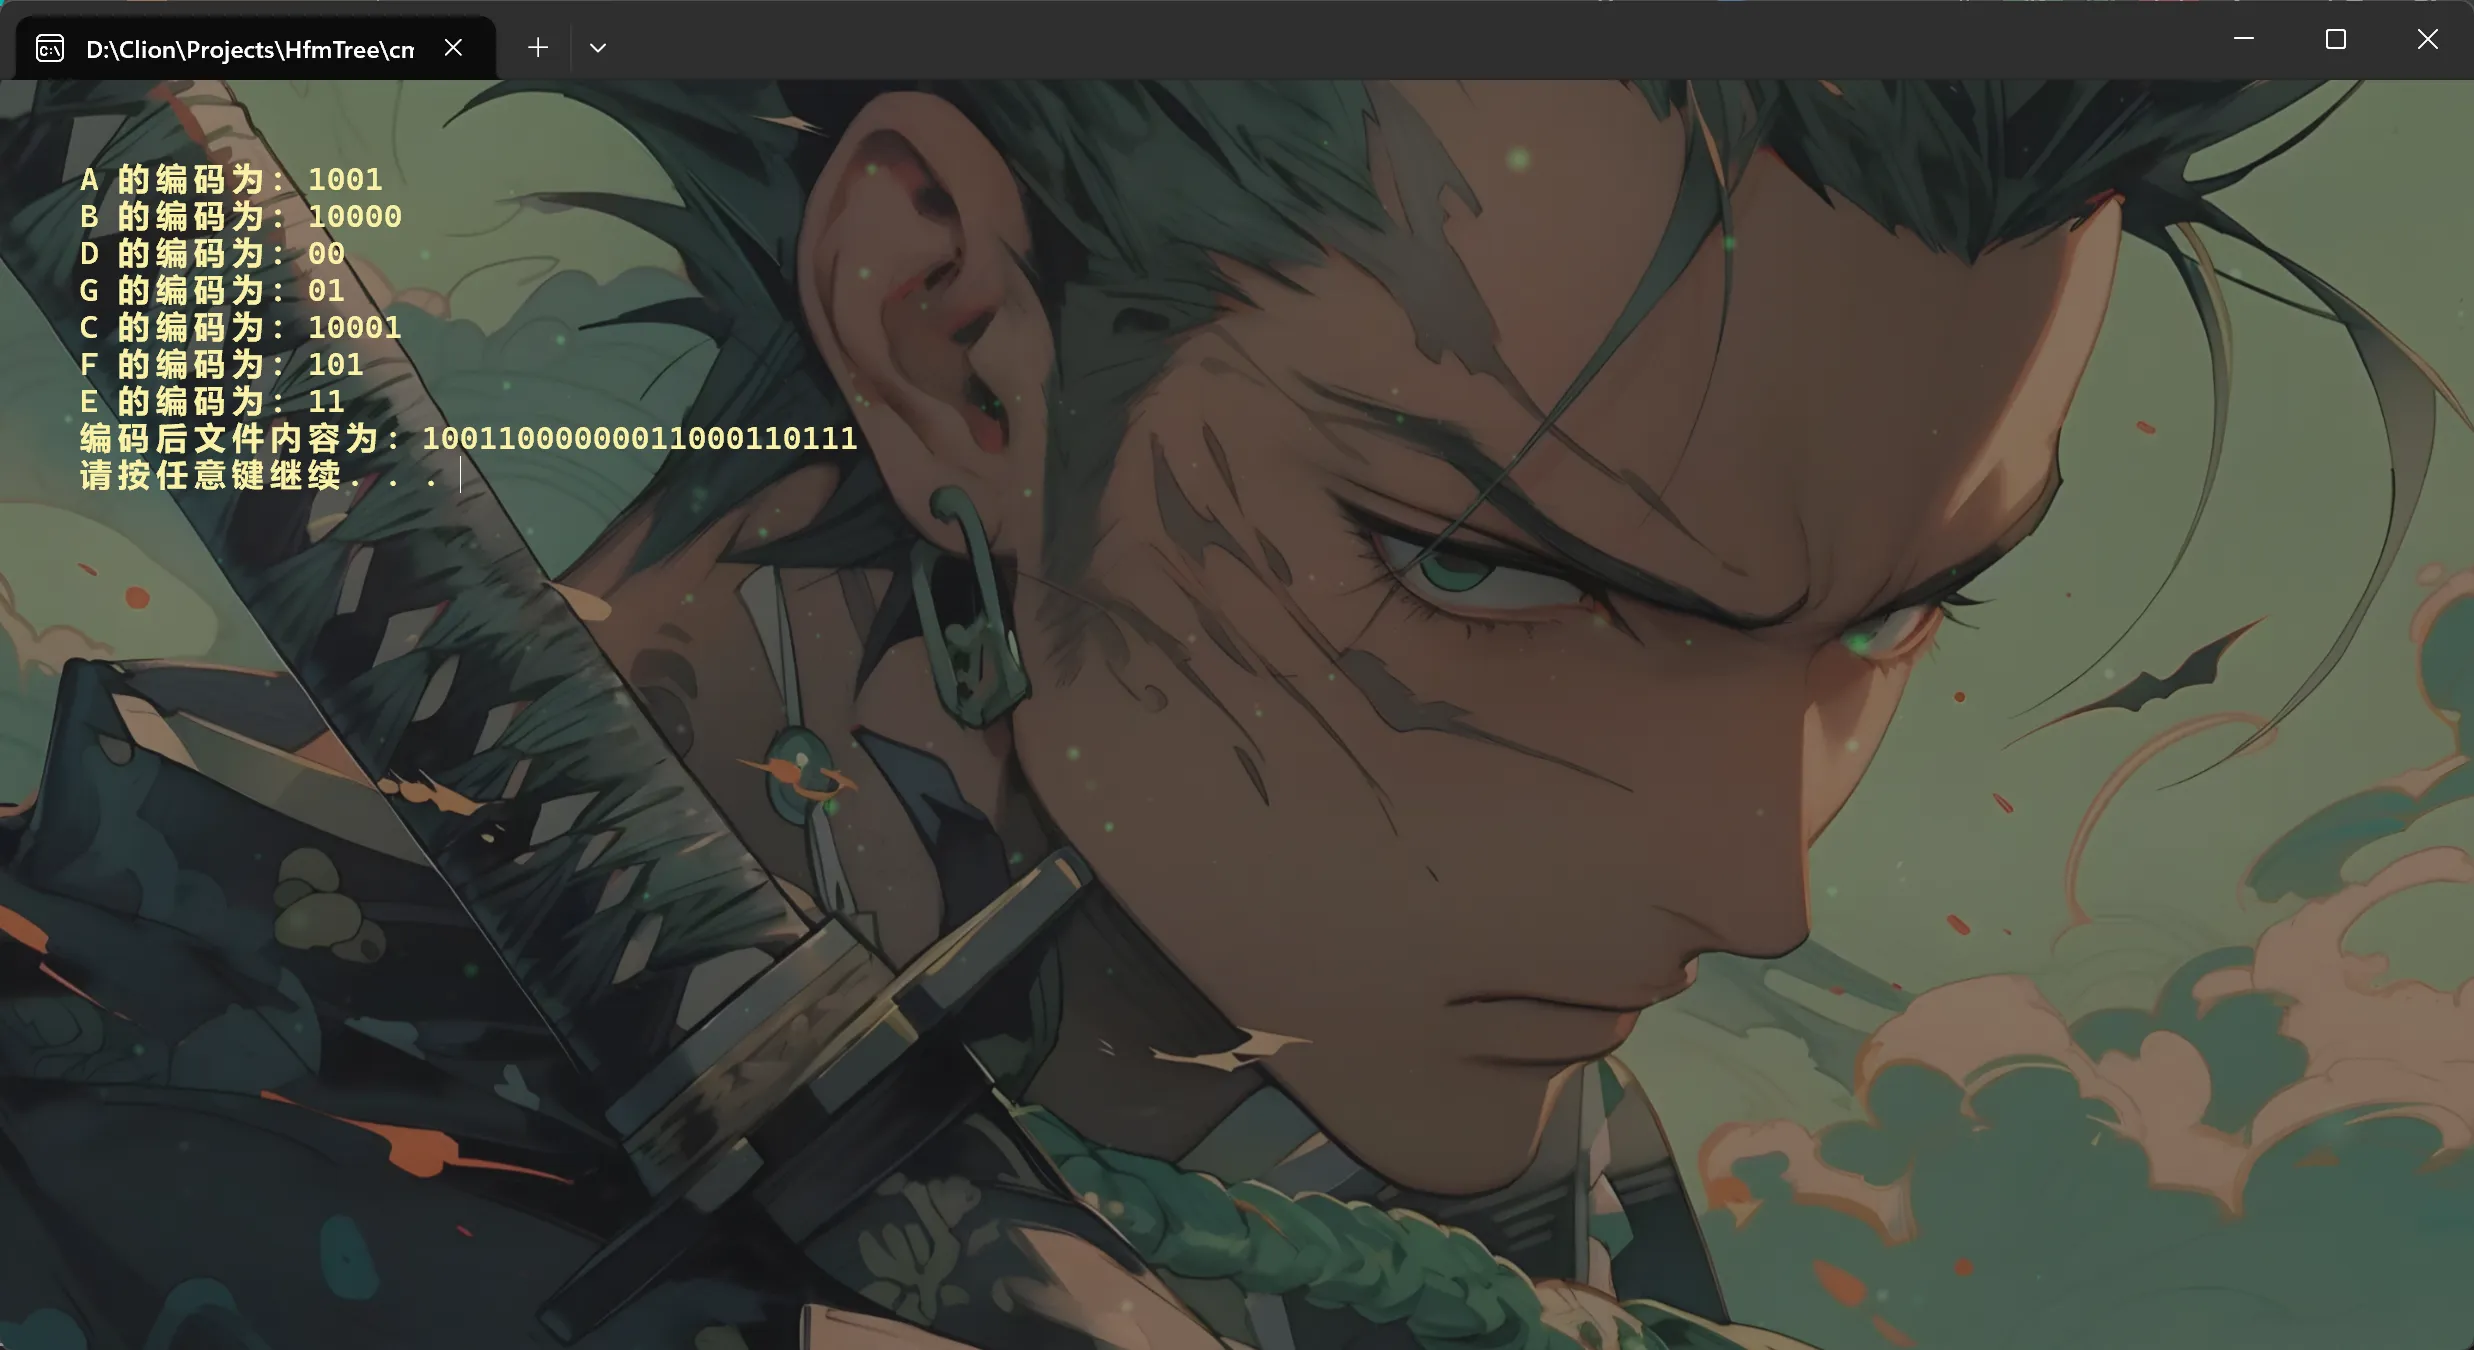 D:\Clion\Projects\HfmTree\cm
A 的编码为: 1001
B 的编码为: 10000
D 的编码为: 00
G 的编码为: 01
C 的编码为: 10001
F 的编码为: 101
E 的编码为: 11
编码后文件内容为: 10011000000011000110111
请按任意键继续. . .